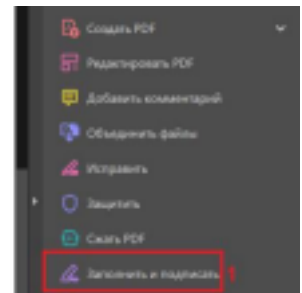 Создать PDF
Редактировать PDF
Добавить комментарий
Объединить файлы
Исправить
Защитить
Сжать PDF
Заполнить и подписать 1